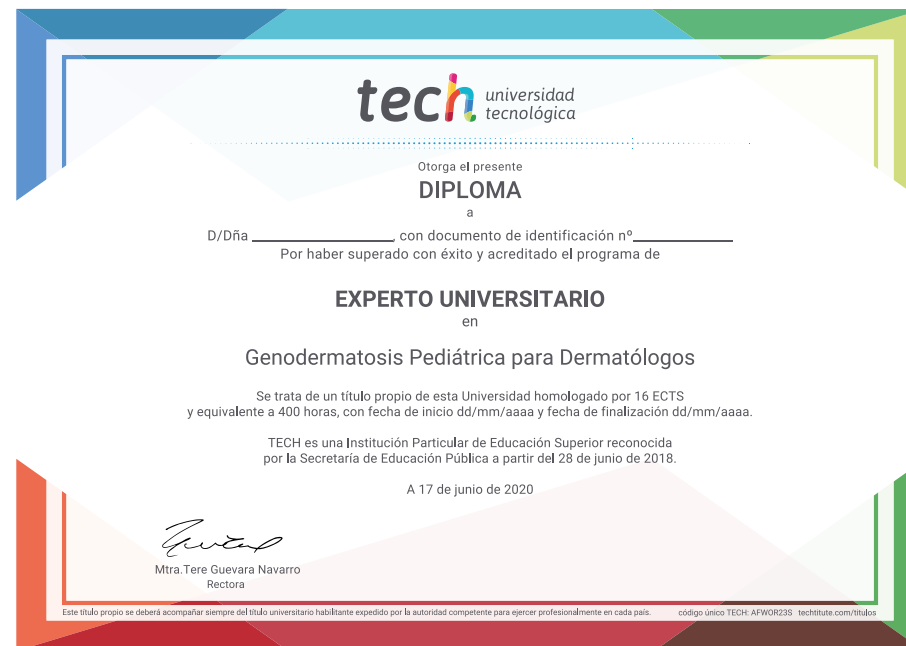 tech universidad
tecnológica
Otorga el presente
DIPLOMA
a
D/Dña ____________________, con documento de identificación nº______________
Por haber superado con éxito y acreditado el programa de
EXPERTO UNIVERSITARIO
en
Genodermatosis Pediátrica para Dermatólogos
Se trata de un título propio de esta Universidad homologado por 16 ECTS
y equivalente a 400 horas, con fecha de inicio dd/mm/aaaa y fecha de finalización dd/mm/aaaa.
TECH es una Institución Particular de Educación Superior reconocida
por la Secretaría de Educación Pública a partir del 28 de junio de 2018.
A 17 de junio de 2020
Mtra.Tere Guevara Navarro
Rectora
Este título propio se deberá acompañar siempre del título universitario habilitante expedido por la autoridad competente para ejercer profesionalmente en cada país. código único TECH: AFWOR23S techtitute.com/titulos